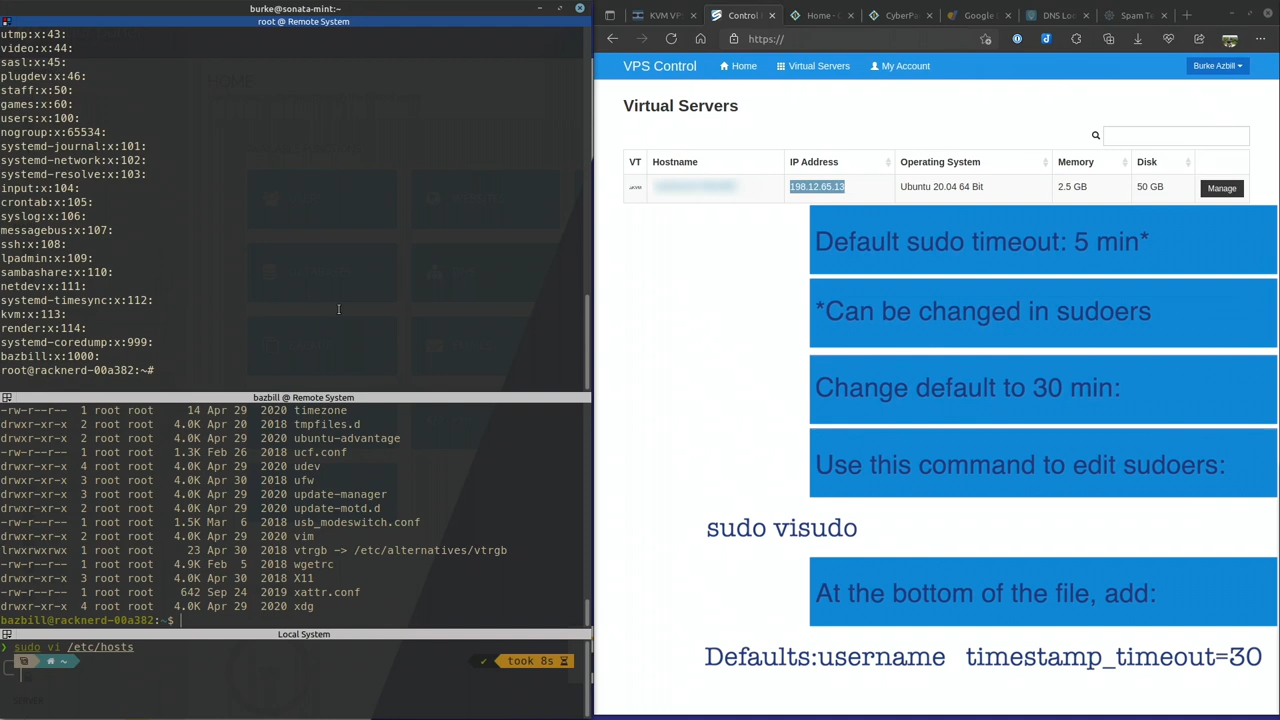 burke@sonata-mint:~
root @ Remote System
utmp:x:43:
video:x:44:
sasl:x:45:
plugdev:x:46:
staff:x:50:
games:x:60:
users:x:100:
nogroup:x:65534:
systemd-journal:x:101:
systemd-network:x:102:
systemd-resolve:x:103:
input:x:104:
crontab:x:105:
syslog:x:106:
messagebus:x:107:
ssh:x:108:
lpadmin:x:109:
sambashare:x:110:
netdev:x:111:
systemd-timesync:x:112:
kvm:x:113:
render:x:114:
systemd-coredump:x:999:
bazbill:x:1000:
root@racknerd-00a382:~#
bazbill @ Remote System
-rw-r--r-- 1 root root 14 Apr 29 2020 timezone
drwxr-xr-x 2 root root 4.0K Apr 20 2018 tmpfiles.d
drwxr-xr-x 2 root root 4.0K Apr 29 2020 ubuntu-advantage
-rw-r--r-- 1 root root 1.3K Feb 26 2018 ucf.conf
drwxr-xr-x 4 root root 4.0K Apr 29 2020 udev
drwxr-xr-x 3 root root 4.0K Apr 30 2018 ufw
drwxr-xr-x 3 root root 4.0K Apr 29 2020 update-manager
drwxr-xr-x 2 root root 4.0K Apr 29 2020 update-motd.d
-rw-r--r-- 1 root root 1.5K Mar 6 2018 usb_modeswitch.conf
drwxr-xr-x 2 root root 4.0K Apr 29 2020 vim
lrwxrwxrwx 1 root root 23 Apr 30 2018 vtrgb -> /etc/alternatives/vtrgb
-rw-r--r-- 1 root root 4.9K Feb 5 2020 wgetrc
drwxr-xr-x 3 root root 4.0K Apr 30 2018 X11
-rw-r--r-- 1 root root 642 Sep 24 2019 xattr.conf
drwxr-xr-x 4 root root 4.0K Apr 29 2020 xdg
bazbill@racknerd-00a382:~$
Local System
❯ sudo vi /etc/hosts
~ ✔ took 8s
KVM VPS
Control
Home -
CyberPa
Google
DNS Lo
Spam Te
https://
VPS Control Home Virtual Servers My Account Burke Azbill
Virtual Servers
VT Hostname IP Address Operating System Memory Disk
KVM 198.12.65.13 Ubuntu 20.04 64 Bit 2.5 GB 50 GB Manage
Default sudo timeout: 5 min*
*Can be changed in sudoers
Change default to 30 min:
Use this command to edit sudoers:
sudo visudo
At the bottom of the file, add:
Defaults:username timestamp_timeout=30